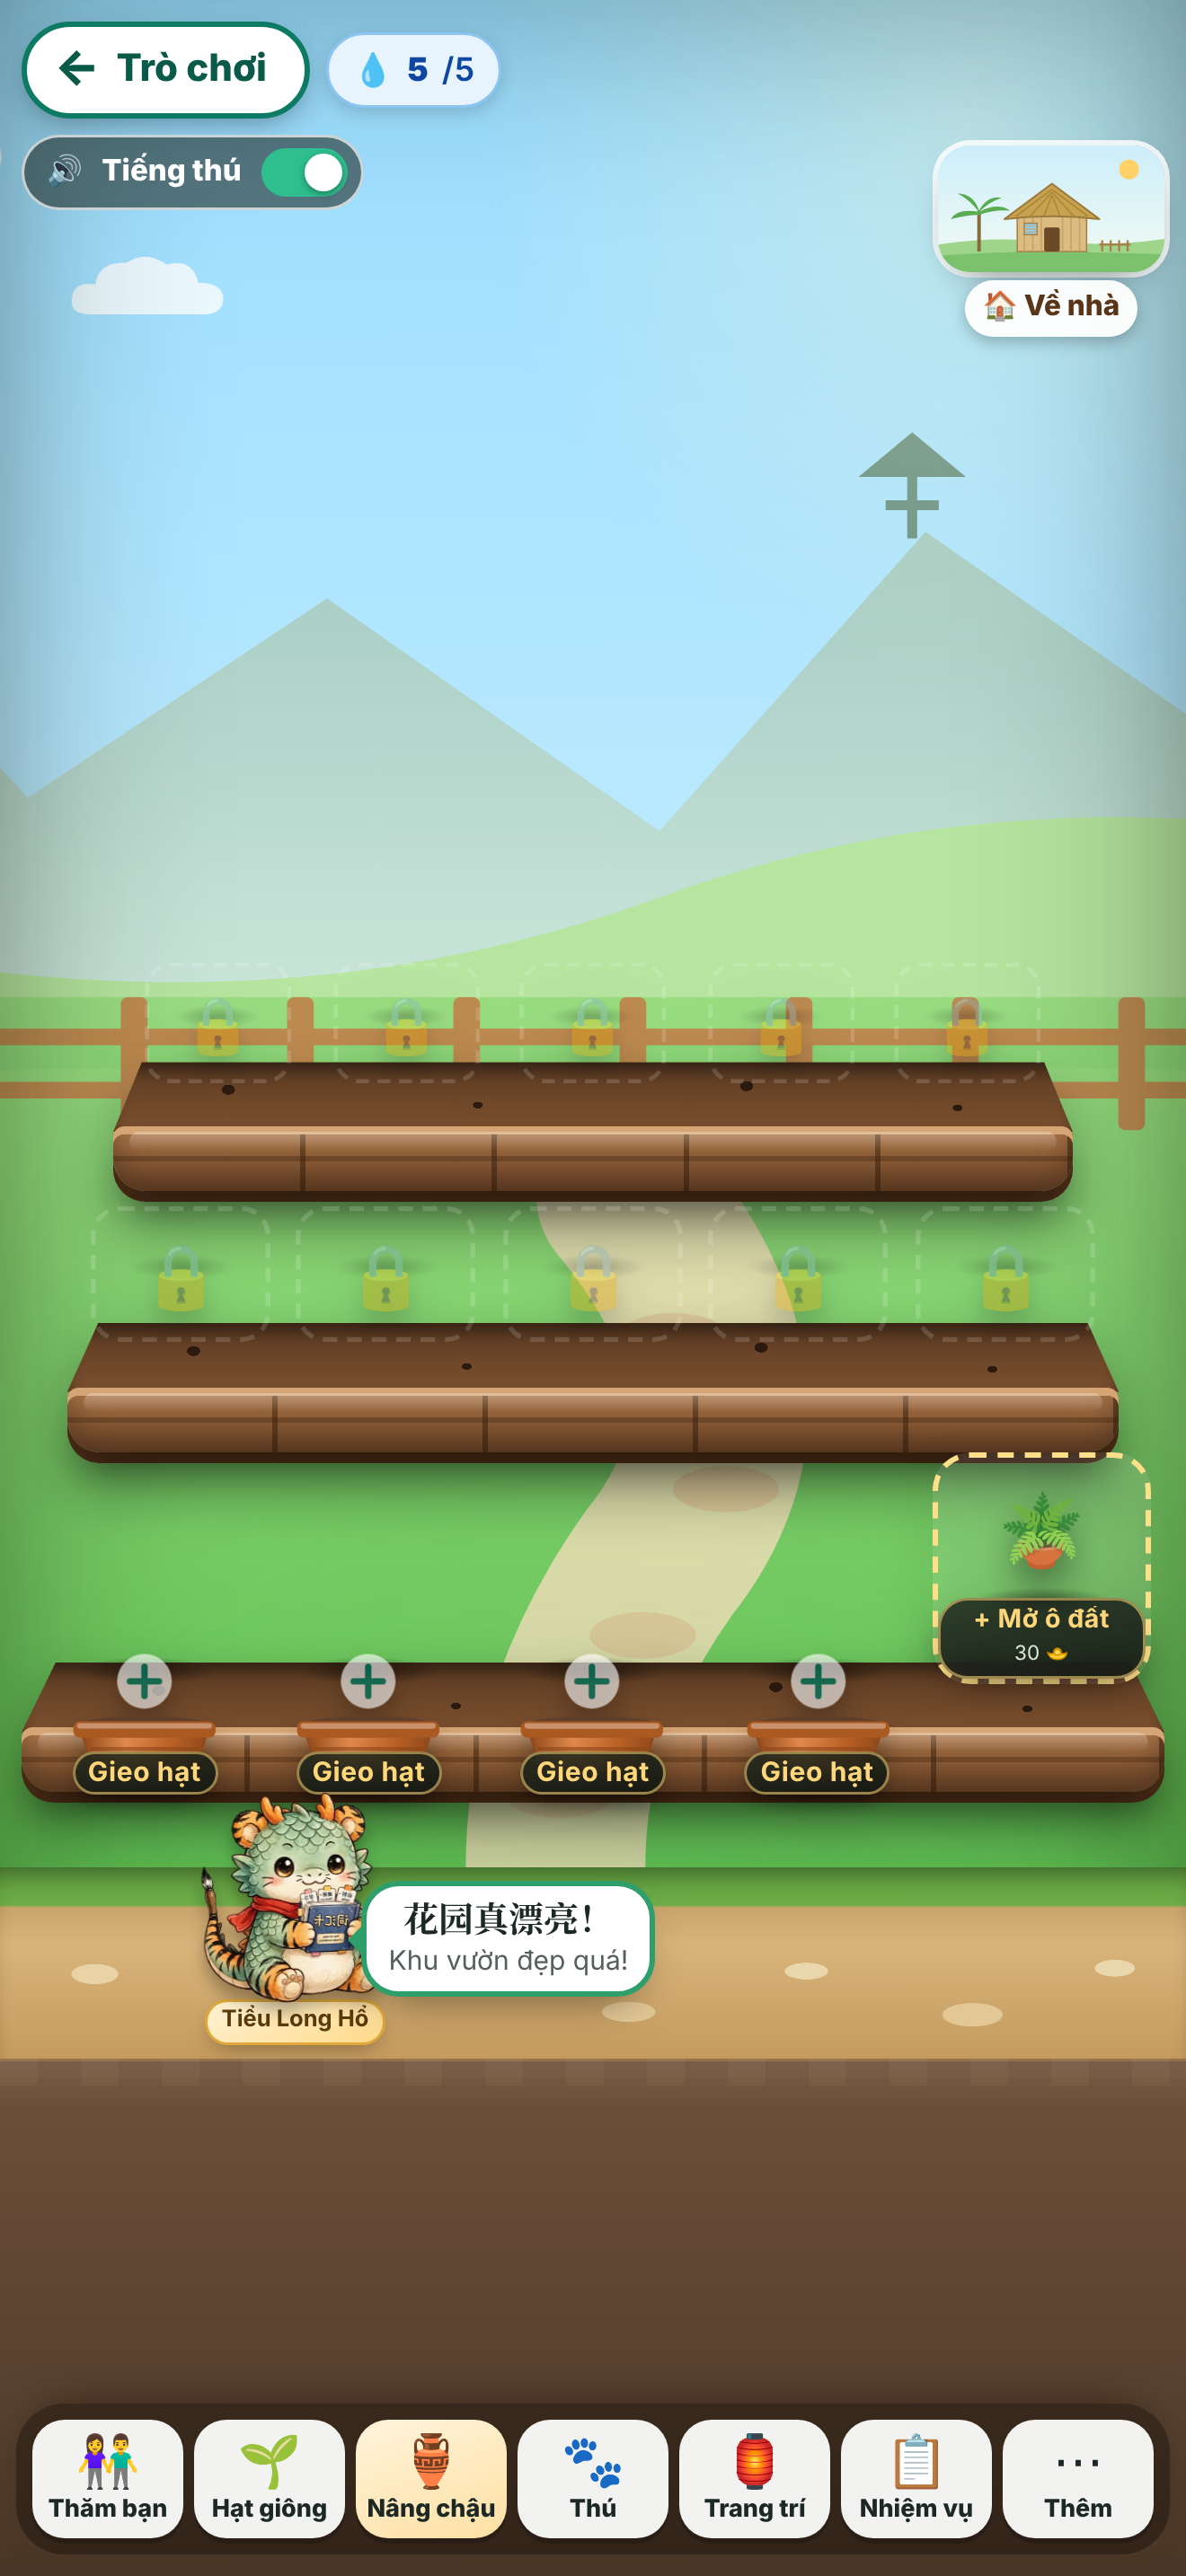 Trò chơi
5 /5
Tiếng thú
Về nhà
+ Mở ô đất
30
Gieo hạt
Gieo hạt
Gieo hạt
Gieo hạt
花园真漂亮！
Khu vườn đẹp quá!
Tiểu Long Hổ
Thăm bạn
Hạt giống
Nâng chậu
Thú
Trang trí
Nhiệm vụ
Thêm